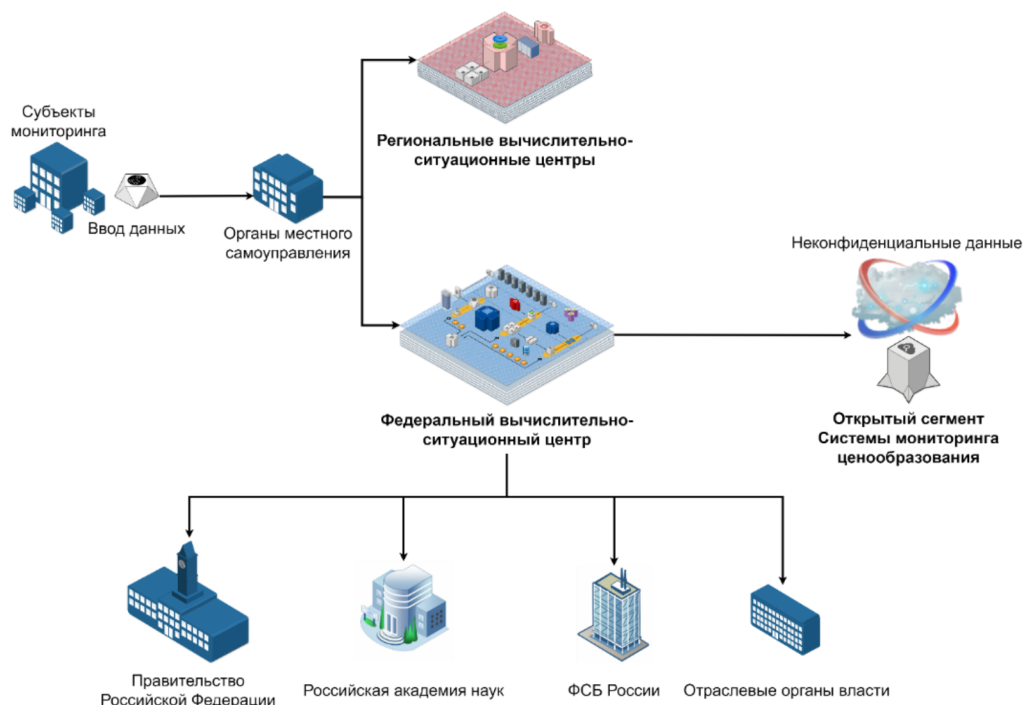 Региональные вычислительно-
ситуационные центры
Субъекты
мониторинга
Ввод данных
Органы местного
самоуправления
Неконфиденциальные данные
Федеральный вычислительно-
ситуационный центр
Открытый сегмент
Системы мониторинга
ценообразования
Правительство
Российской Федерации
Российская академия наук
ФСБ России
Отраслевые органы власти